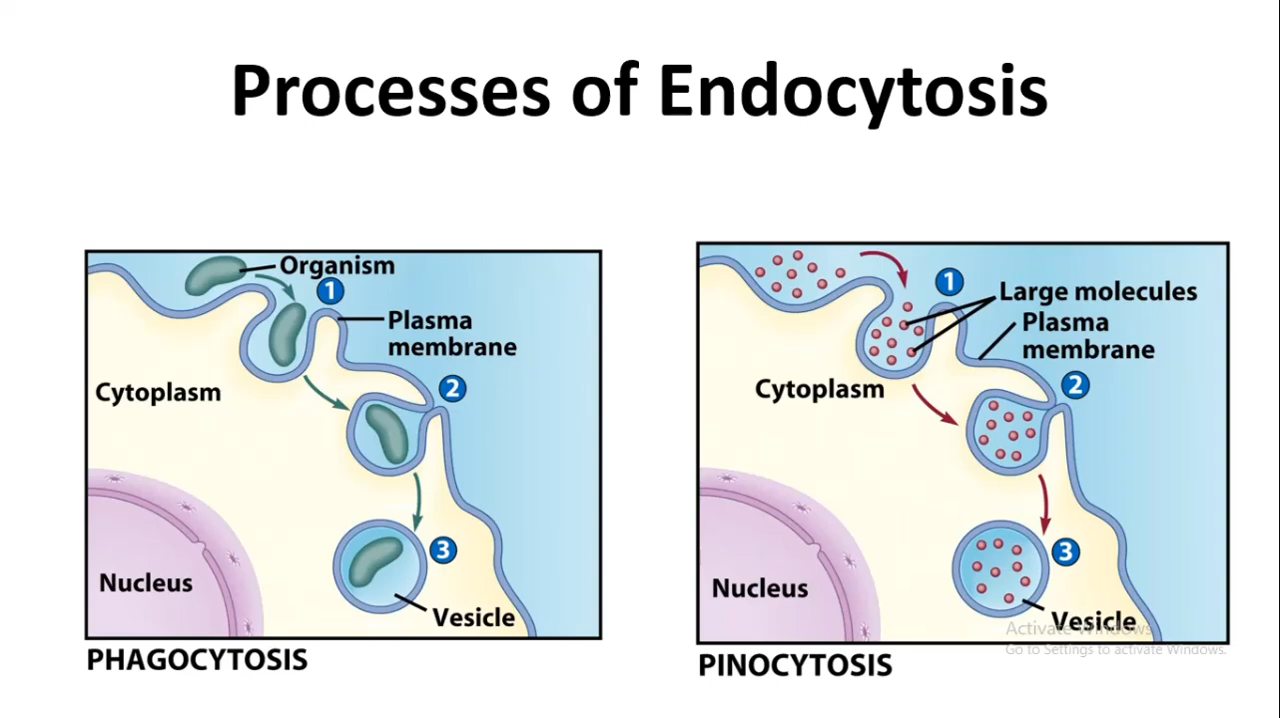 Processes of Endocytosis
Organism
1
Plasma
membrane
2
Cytoplasm
3
Nucleus
Vesicle
PHAGOCYTOSIS
1
Large molecules
Plasma
membrane
2
Cytoplasm
3
Nucleus
Vesicle
Activate Windows
Go to Settings to activate Windows.
PINOCYTOSIS